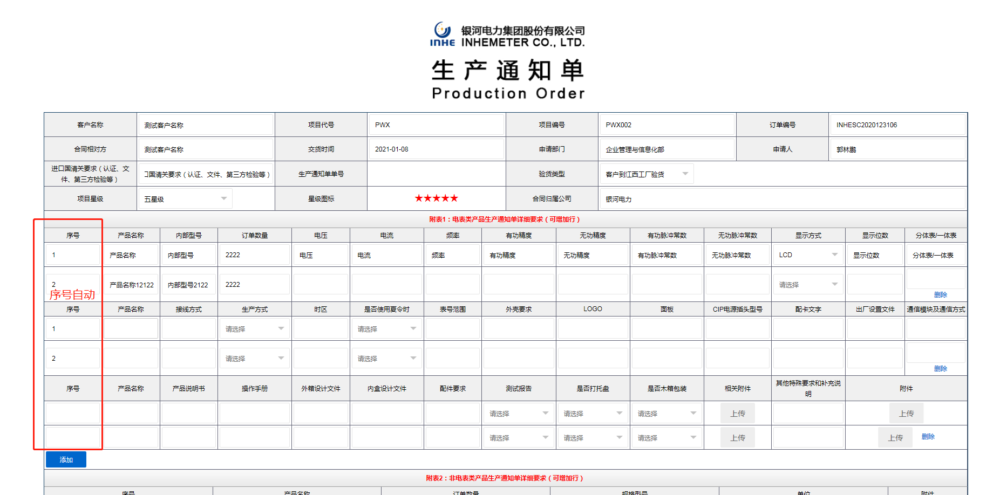 银河电力集团股份有限公司
INHE INHEMETER CO., LTD.
生产通知单
Production Order
客户名称 测试客户名称 项目代号 PWX 项目编号 PWX002 订单编号 INHESC2020123106
合同相对方 测试客户名称 交货时间 2021-01-08 申请部门 企业管理与信息化部 申请人 郭林鹏
进口国清关要求（认证、文件、第三方检验等） 口国清关要求（认证、文件、第三方检验等） 生产通知单单号 验货类型 客户到江西工厂验货
项目星级 五星级 星级图标 ★★★★★ 合同归属公司 银河电力
附表1：电表类产品生产通知单详细要求（可增加行）
序号 产品名称 内部型号 订单数量 电压 电流 频率 有功精度 无功精度 有功脉冲常数 无功脉冲常数 显示方式 显示位数 分体表/一体表
1 产品名称 内部型号 2222 电压 电流 频率 有功精度 无功精度 有功脉冲常数 无功脉冲常数 LCD 显示位数 分体表/一体表
2 产品名称12122 内部型号2122 2222 请选择
序号自动 删除
序号 产品名称 接线方式 生产方式 时区 是否使用夏令时 表号范围 外壳要求 LOGO 面板 CIP电源插头型号 配卡文字 出厂设置文件 通信模块及通信方式
1 请选择 请选择
2 请选择 请选择
删除
序号 产品名称 产品说明书 操作手册 外箱设计文件 内盒设计文件 配件要求 测试报告 是否打托盘 是否木箱包装 相关附件 其他特殊要求和补充说明 附件
请选择 请选择 请选择 上传 上传
请选择 请选择 请选择 上传 上传 删除
添加
附表2：非电表类产品生产通知单详细要求（可增加行）
序号 产品名称 订单数量 规格型号 单位 附件